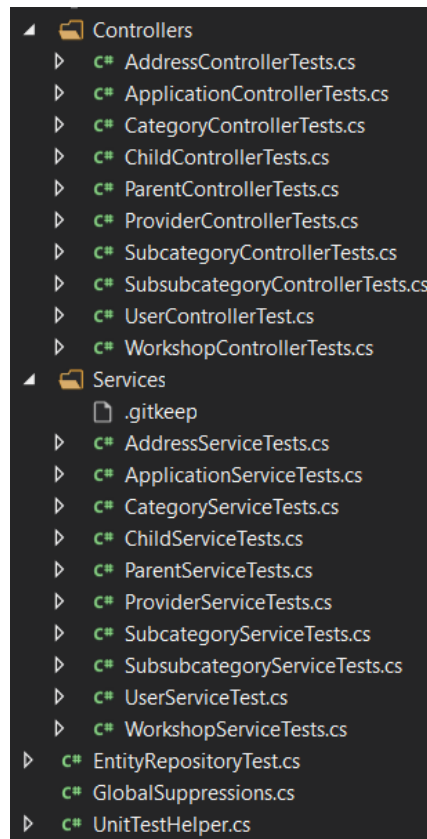 Controllers
C# AddressControllerTests.cs
C# ApplicationControllerTests.cs
C# CategoryControllerTests.cs
C# ChildControllerTests.cs
C# ParentControllerTests.cs
C# ProviderControllerTests.cs
C# SubcategoryControllerTests.cs
C# SubsubcategoryControllerTests.cs
C# UserControllerTest.cs
C# WorkshopControllerTests.cs
Services
.gitkeep
C# AddressServiceTests.cs
C# ApplicationServiceTests.cs
C# CategoryServiceTests.cs
C# ChildServiceTests.cs
C# ParentServiceTests.cs
C# ProviderServiceTests.cs
C# SubcategoryServiceTests.cs
C# SubsubcategoryServiceTests.cs
C# UserServiceTest.cs
C# WorkshopServiceTests.cs
C# EntityRepositoryTest.cs
C# GlobalSuppressions.cs
C# UnitTestHelper.cs